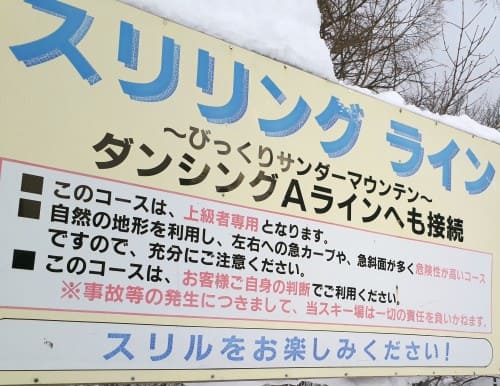 スリリング ライン
～びっくりサンダーマウンテン～
ダンシングAラインへも接続
■ このコースは、上級者専用となります。
■ 自然の地形を利用し、左右への急カーブや、急斜面が多く危険性が高いコース
ですので、充分にご注意ください。
■ このコースは、お客様ご自身の判断でご利用ください。
※事故等の発生につきまして、当スキー場は一切の責任を負いかねます。
スリルをお楽しみください!